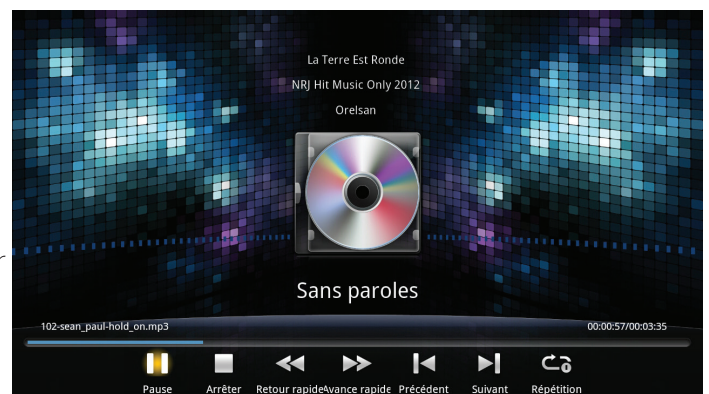 La Terre Est Ronde
NRJ Hit Music Only 2012
Orelsan
Sans paroles
102-sean_paul-hold_on.mp3 00:00:57/00:03:35
Pause Arrêter Retour rapide Avance rapide Précédent Suivant Répétition